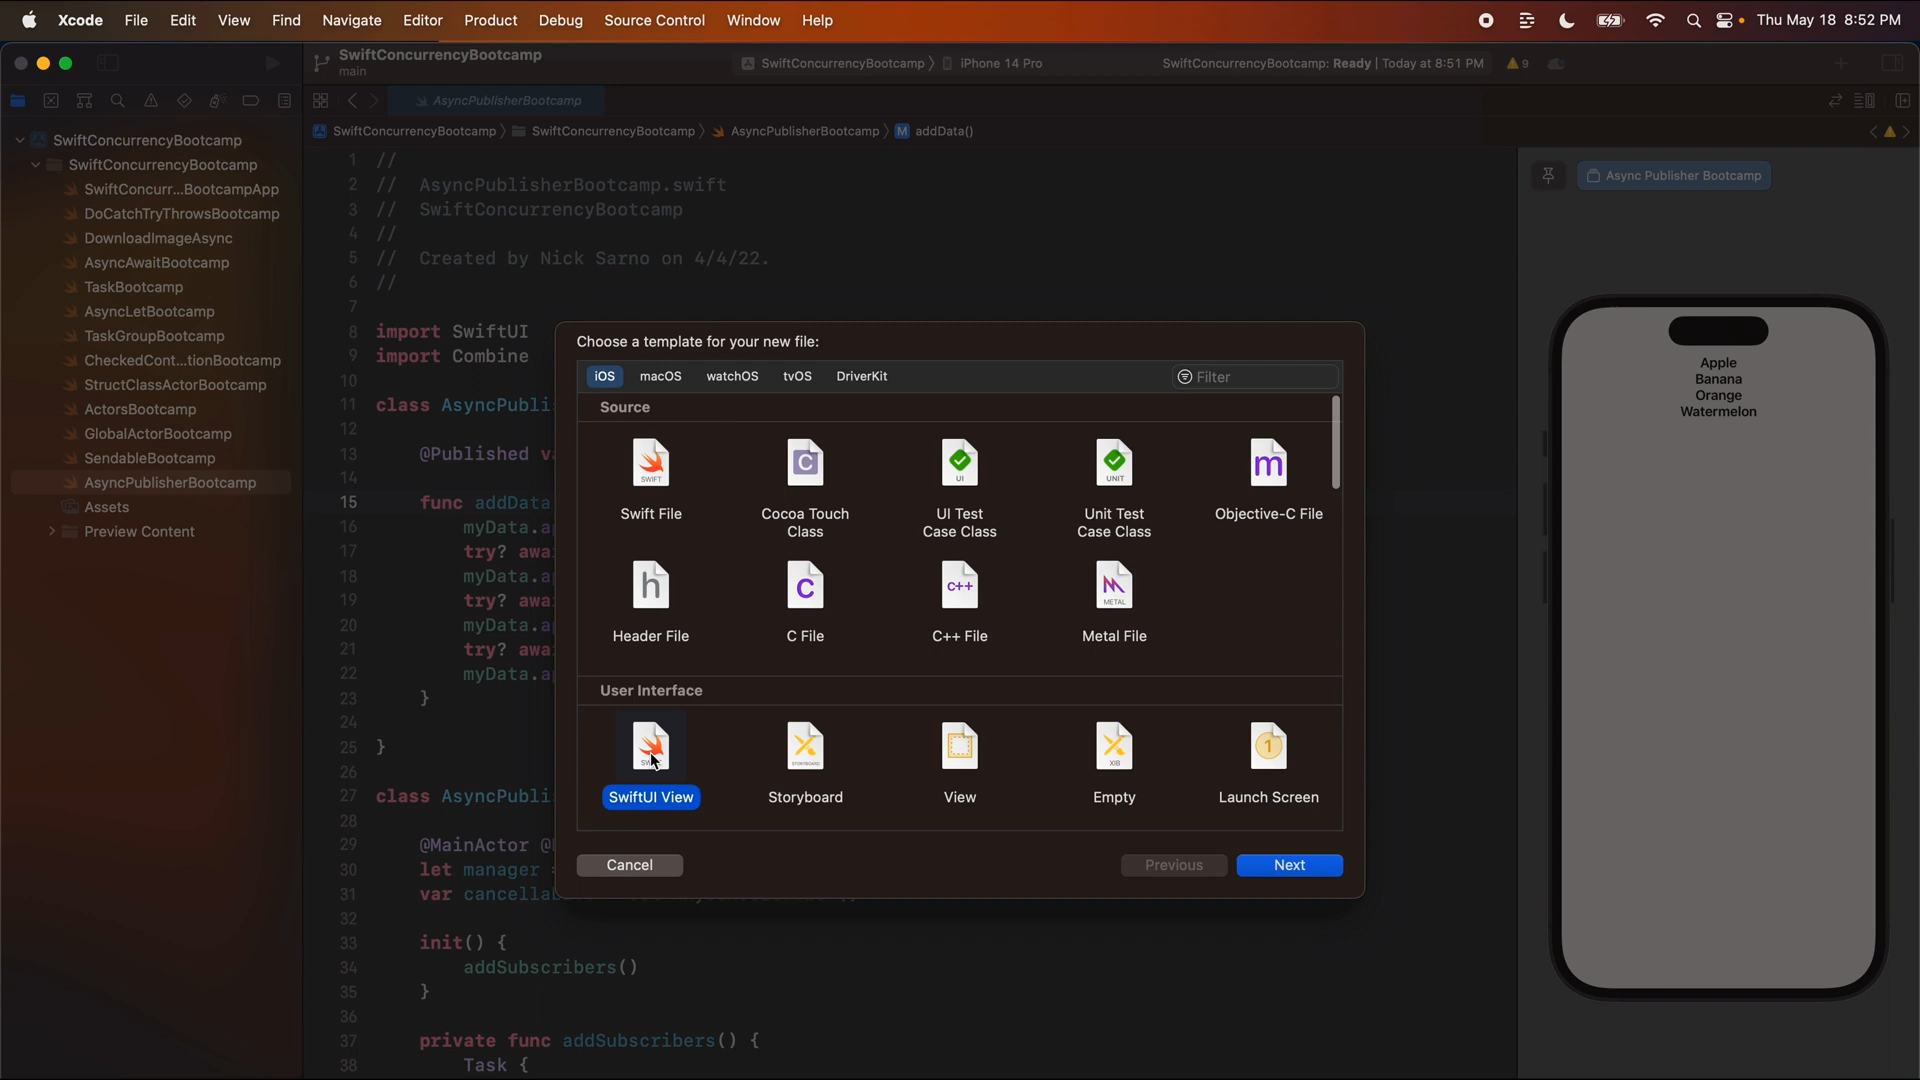 Xcode File Edit View Find Navigate Editor Product Debug Source Control Window Help Thu May 18 8:52 PM
SwiftConcurrencyBootcamp
main
SwiftConcurrencyBootcamp 〉 iPhone 14 Pro
SwiftConcurrencyBootcamp: Ready | Today at 8:51 PM
9
AsyncPublisherBootcamp
SwiftConcurrencyBootcamp 〉 SwiftConcurrencyBootcamp 〉 AsyncPublisherBootcamp 〉 M addData()
SwiftConcurrencyBootcamp
SwiftConcurrencyBootcamp
SwiftConcurr...BootcampApp
DoCatchTryThrowsBootcamp
DownloadImageAsync
AsyncAwaitBootcamp
TaskBootcamp
AsyncLetBootcamp
TaskGroupBootcamp
CheckedCont...tionBootcamp
StructClassActorBootcamp
ActorsBootcamp
GlobalActorBootcamp
SendableBootcamp
AsyncPublisherBootcamp
Assets
Preview Content
1 //
2 // AsyncPublisherBootcamp.swift
3 // SwiftConcurrencyBootcamp
4 //
5 // Created by Nick Sarno on 4/4/22.
6 //
7
8 import SwiftUI
9 import Combine
10
11 class AsyncPubli
12
13 @Published
14
15 func addData
16 myData.a
17 try? awa
18 myData.a
19 try? awa
20 myData.a
21 try? awa
22 myData.a
23 }
24
25 }
26
27 class AsyncPubli
28
29 @MainActor
30 let manager =
31 var cancella
32
33 init() {
34 addSubscribers()
35 }
36
37 private func addSubscribers() {
38 Task {
Choose a template for your new file:
iOS macOS watchOS tvOS DriverKit Filter
Source
SWIFT
C
UI
UNIT
m
Swift File
Cocoa Touch
Class
UI Test
Case Class
Unit Test
Case Class
Objective-C File
h
C
C++
METAL
Header File
C File
C++ File
Metal File
User Interface
STORYBOARD
XIB
1
SwiftUI View
Storyboard
View
Empty
Launch Screen
Cancel
Previous
Next
Async Publisher Bootcamp
Apple
Banana
Orange
Watermelon